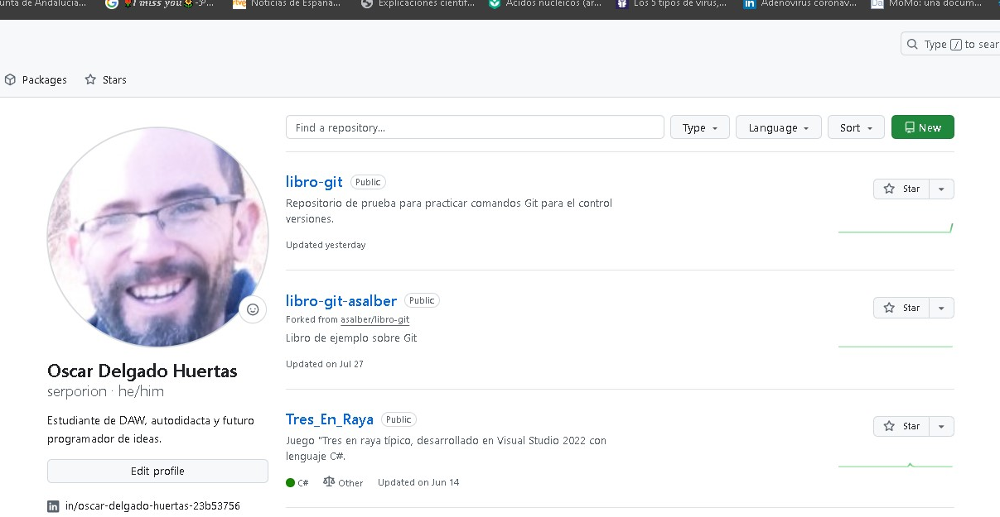 unta de Andalucía...
I miss you
:P...
rtve
Noticias de España...
Explicaciones científ...
Ácidos nucleicos (ar...
Los 5 tipos de virus,...
in
Adenovirus coronav...
Da
MoMo: una docum...
Type / to sear
Packages
Stars
Find a repository...
Type
Language
Sort
New
libro-git
Public
Star
Repositorio de prueba para practicar comandos Git para el control
versiones.
Updated yesterday
libro-git-asalber
Public
Star
Forked from asalber/libro-git
Libro de ejemplo sobre Git
Updated on Jul 27
Tres_En_Raya
Public
Star
Juego "Tres en raya típico, desarrollado en Visual Studio 2022 con
lenguaje C#.
C#
Other
Updated on Jun 14
Oscar Delgado Huertas
serporion · he/him
Estudiante de DAW, autodidacta y futuro
programador de ideas.
Edit profile
in
in/oscar-delgado-huertas-23b53756